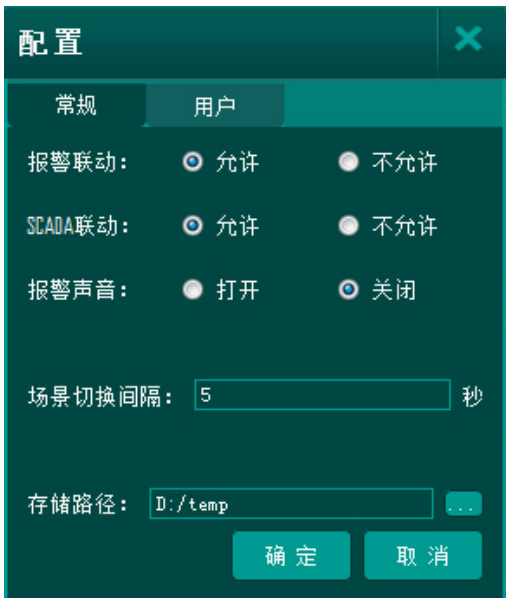 配置
常规 用户
报警联动： 允许 不允许
SCADA联动： 允许 不允许
报警声音： 打开 关闭
场景切换间隔： 5 秒
存储路径： D:/temp ...
确定 取消